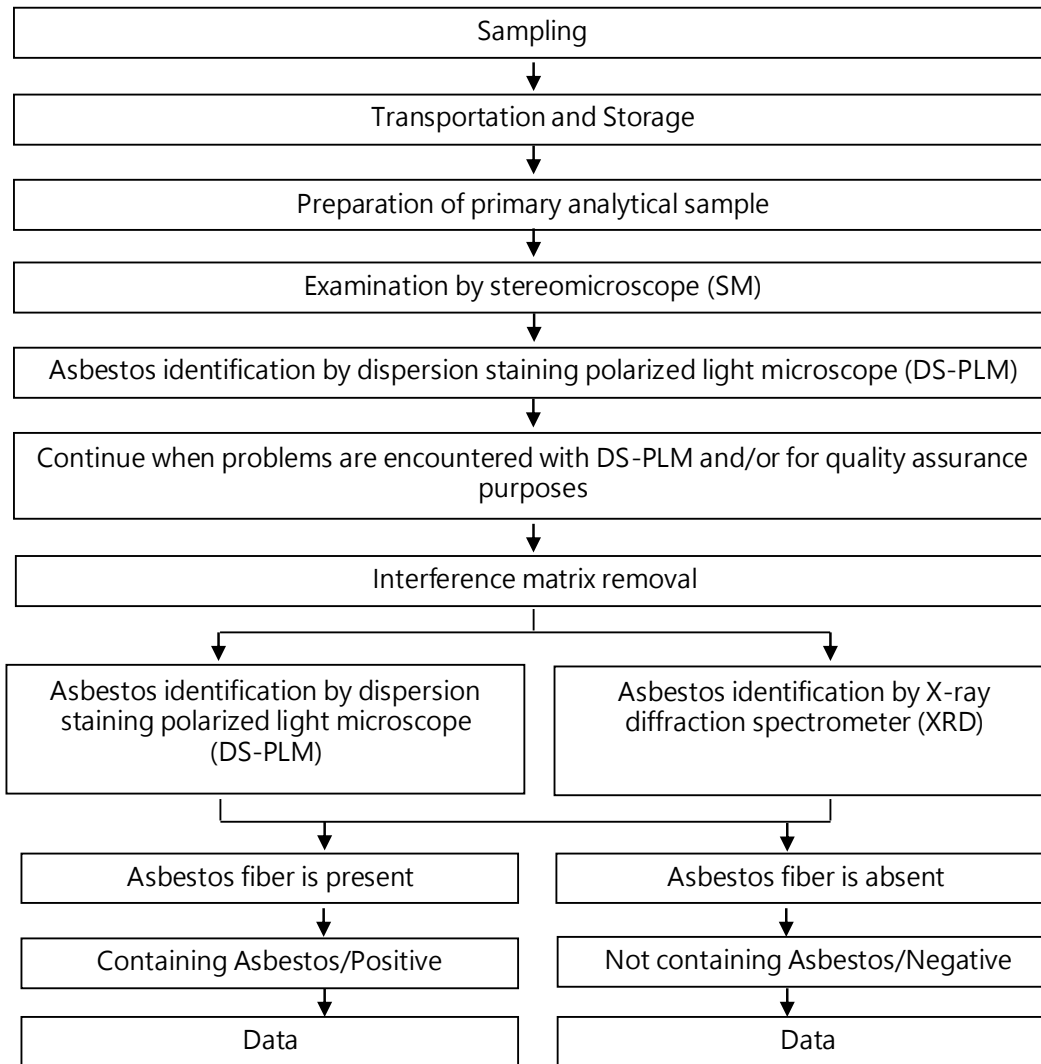 Sampling
Transportation and Storage
Preparation of primary analytical sample
Examination by stereomicroscope (SM)
Asbestos identification by dispersion staining polarized light microscope (DS-PLM)
Continue when problems are encountered with DS-PLM and/or for quality assurance
purposes
Interference matrix removal
Asbestos identification by dispersion
staining polarized light microscope
(DS-PLM)
Asbestos identification by X-ray
diffraction spectrometer (XRD)
Asbestos fiber is present
Asbestos fiber is absent
Containing Asbestos/Positive
Not containing Asbestos/Negative
Data
Data